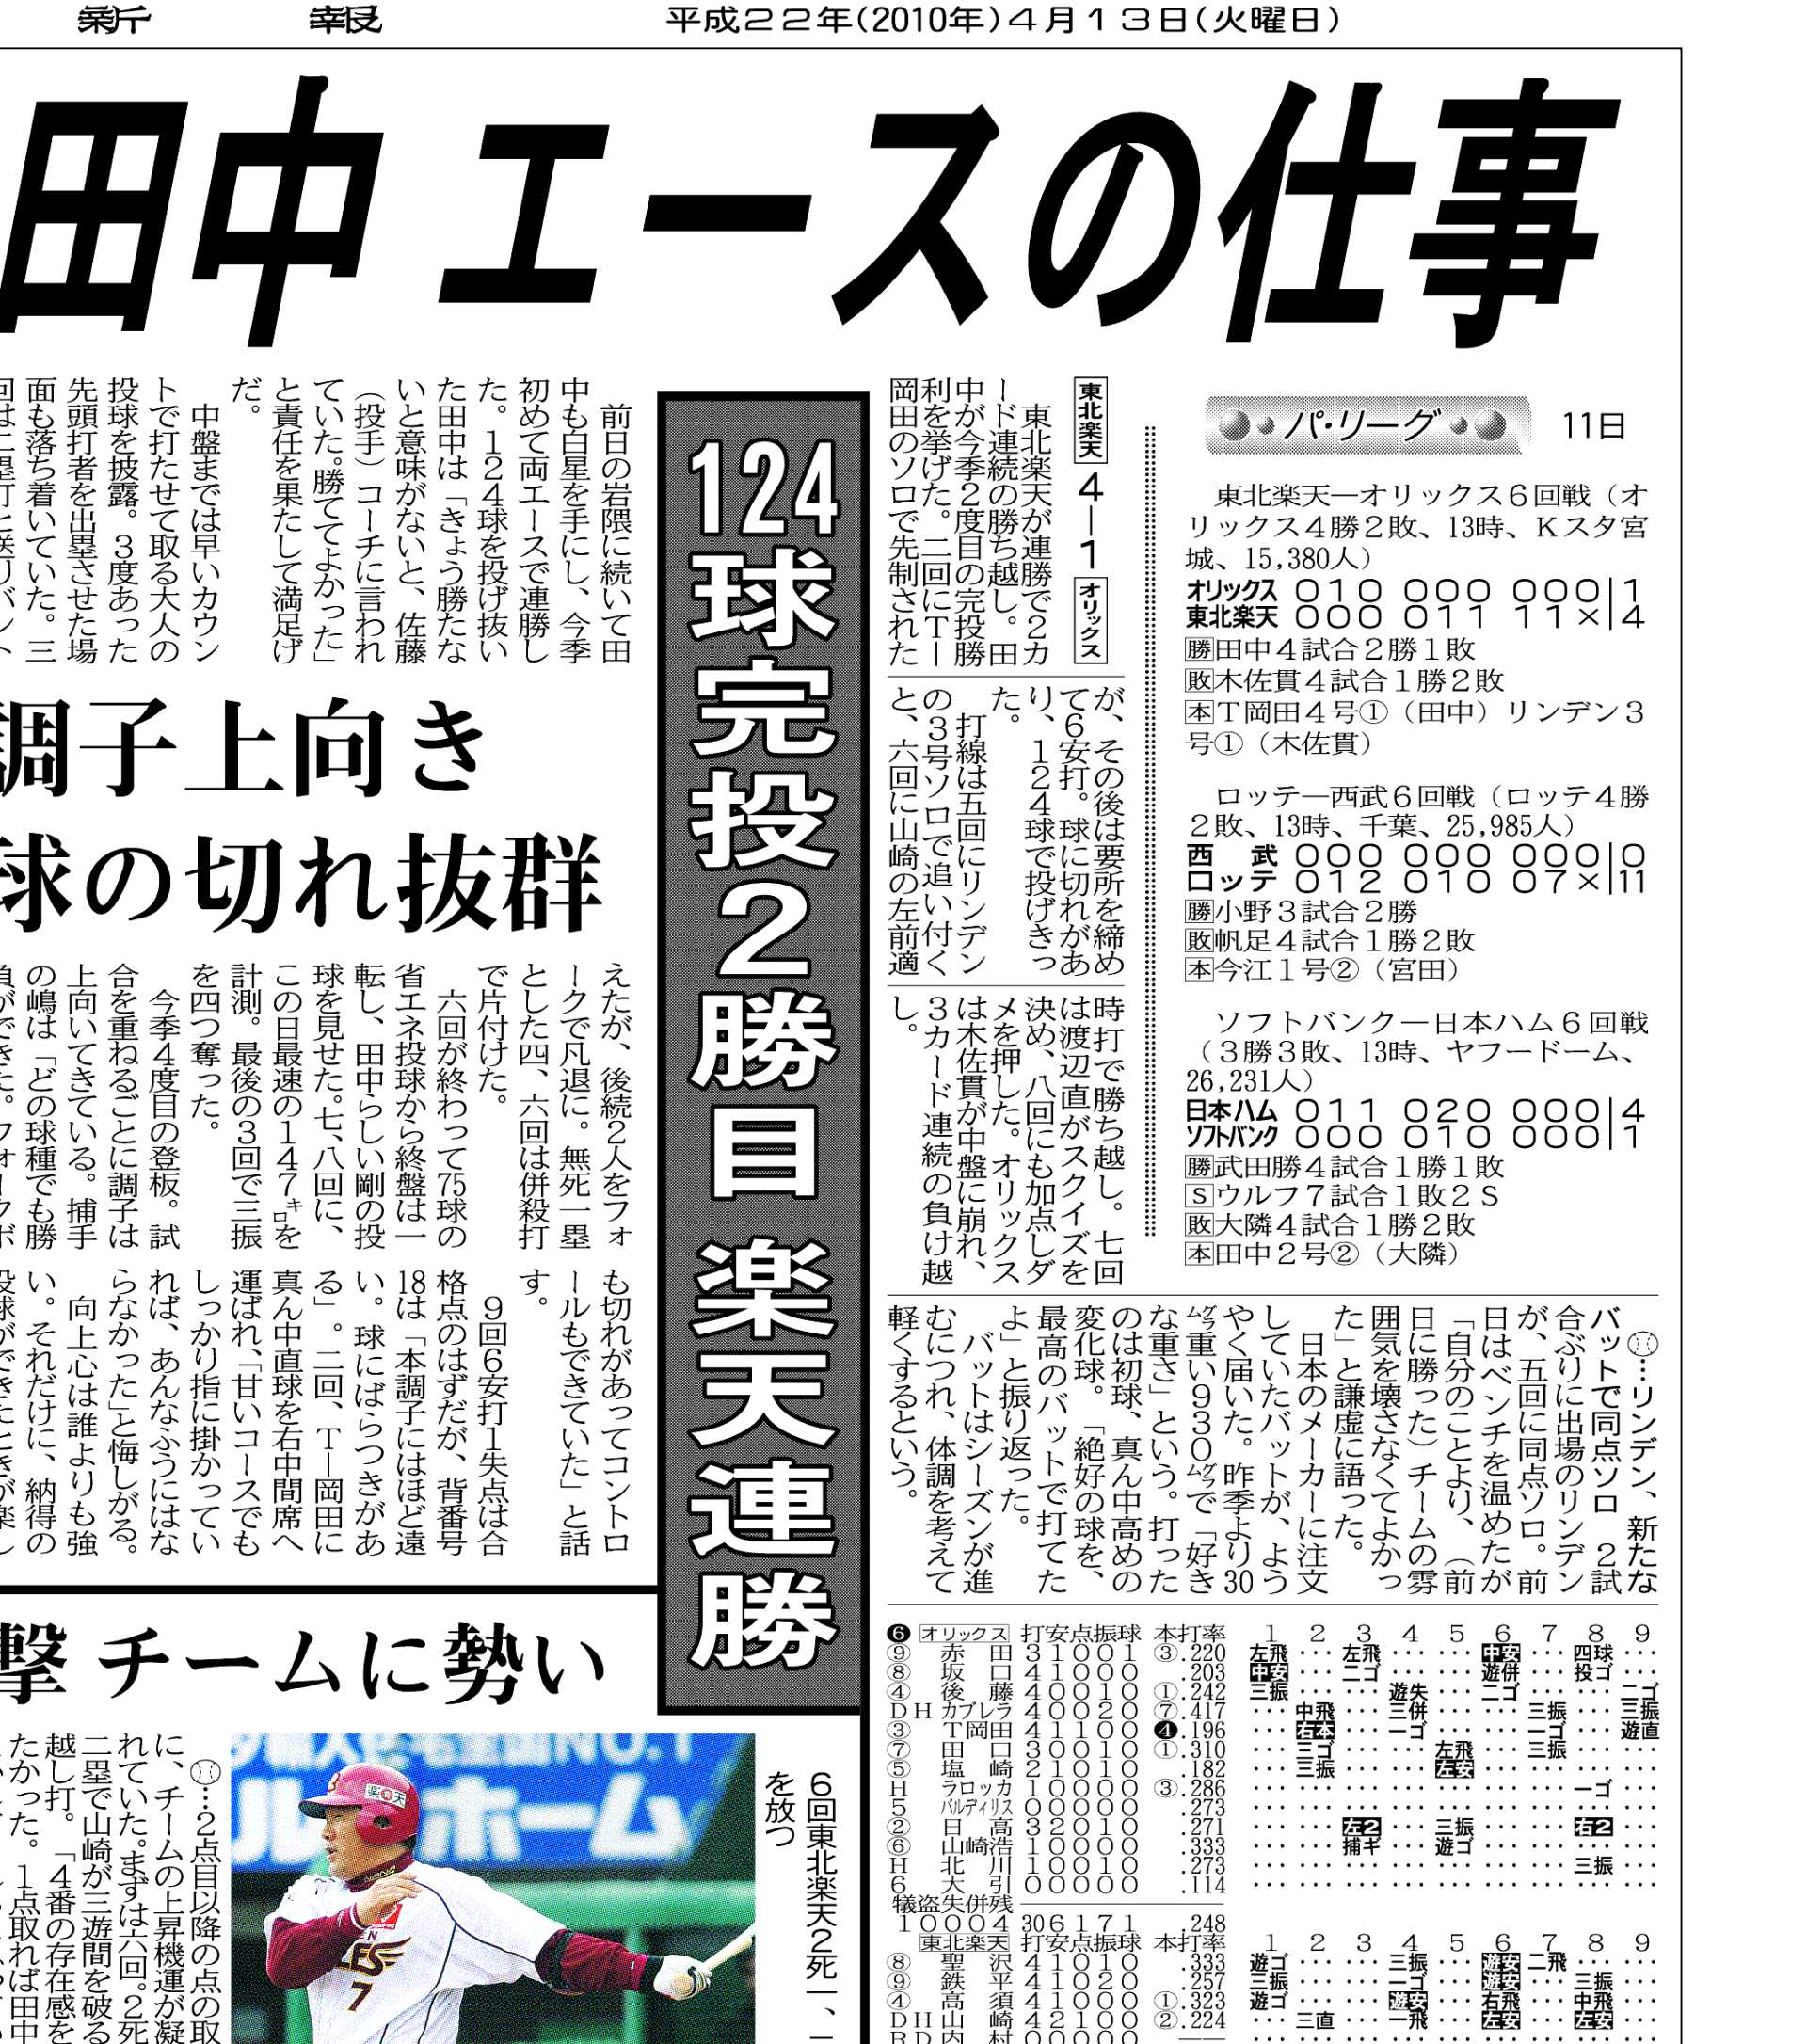 新　報　平成２２年(2010年)４月１３日(火曜日)
田中 エースの仕事
パ・リーグ　11日
東北楽天―オリックス６回戦（オ
リックス４勝２敗、13時、Ｋスタ宮
城、15,380人）
オリックス ０１０ ０００ ０００|１
東北楽天 ０００ ０１１ １１×|４
勝田中４試合２勝１敗
敗木佐貫４試合１勝２敗
本Ｔ岡田４号①（田中）リンデン３
号①（木佐貫）
ロッテ―西武６回戦（ロッテ４勝
２敗、13時、千葉、25,985人）
西　武 ０００ ０００ ０００|０
ロッテ ０１２ ０１０ ０７×|11
勝小野３試合２勝
敗帆足４試合１勝２敗
本今江１号②（宮田）
ソフトバンク―日本ハム６回戦
（３勝３敗、13時、ヤフードーム、
26,231人）
日本ハム ０１１ ０２０ ０００|４
ソフトバンク ０００ ０１０ ０００|１
勝武田勝４試合１勝１敗
Ｓウルフ７試合１敗２Ｓ
敗大隣４試合１勝２敗
本田中２号②（大隣）
東北楽天 ４―１ オリックス
東北楽天が連勝で２カ
ード連続の勝ち越し。田
中が今季２度目の完投勝
利を挙げた。二回にＴ―
岡田のソロで先制された
が、その後は要所を締め
て６安打。球に切れがあ
り、１２４球で投げきっ
た。
打線は五回にリンデン
の３号ソロで追い付く
と、六回に山崎の左前適
時打で勝ち越し。七回
は渡辺直がスクイズを
決め、八回にも加点しダ
メを押した。オリックス
は木佐貫が中盤に崩れ、
３カード連続の負け越
し。
…リンデン、新たな
バットで同点ソロ　２試
合ぶりに出場のリンデン
が、五回に同点ソロ。前
日はベンチを温めたが
「自分のことより、（前
日に勝った）チームの雰
囲気を壊さなくてよかっ
た」と謙虚に語った。
日本のメーカーに注文
していたバットが、よう
やく届いた。昨季より30
㌘重い９３０㌘で「好き
な重さ」という。打った
のは初球、真ん中高めの
変化球。「絶好の球を、
最高のバットで打てた
よ」と振り返った。
バットはシーズンが進
むにつれ、体調を考えて
軽くするという。
124球完投２勝目 楽天連勝
前日の岩隈に続いて田
中も白星を手にし、今季
初めて両エースで連勝し
た。１２４球を投げ抜い
た田中は「きょう勝たな
いと意味がないと、佐藤
（投手）コーチに言われ
ていた。勝ててよかった」
と責任を果たして満足げ
だ。
中盤までは早いカウン
トで打たせて取る大人の
投球を披露。３度あった
先頭打者を出塁させた場
面も落ち着いていた。三
回は二塁打と送りバント
調子上向き
球の切れ抜群
えたが、後続２人をフォ
ークで凡退に。無死一塁
とした四、六回は併殺打
で片付けた。
六回が終わって75球の
省エネ投球から終盤は一
転し、田中らしい剛の投
球を見せた。七、八回に、
この日最速の１４７㌔を
計測。最後の３回で三振
を四つ奪った。
今季４度目の登板。試
合を重ねるごとに調子は
上向いてきている。捕手
の嶋は「どの球種でも勝
負ができた。フォークボ
も切れがあってコントロ
ールもできていた」と話
す。
９回６安打１失点は合
格点のはずだが、背番号
18は「本調子にはほど遠
い。球にばらつきがあ
る」。二回、Ｔ―岡田に
真ん中直球を右中間席へ
運ばれ、「甘いコースでも
しっかり指に掛かってい
れば、あんなふうにはな
らなかった」と悔しがる。
向上心は誰よりも強
い。それだけに、納得の
投球ができたときが楽し
撃 チームに勢い
…２点目以降の点の取
に、チームの上昇機運が凝
れていた。まずは六回。２死
二塁で山崎が三遊間を破る
越し打。「４番の存在感を
たかった。１点取れば田中
６回東北楽天２死一、二
を放つ
ルホーム
楽天
7
❻ オリックス 打安点振球 本打率 １ ２ ３ ４ ５ ６ ７ ８ ９
⑨ 赤田 ３１００１ ③.220 左飛 … 左飛 … … 中安 … 四球 …
⑧ 坂口 ４１０００ .203 中安 … 二ゴ … … 遊併 … 投ゴ …
④ 後藤 ４００１０ ①.242 三振 … … 遊失 … 二ゴ … … 二ゴ
ＤＨ カブレラ ４００２０ ⑦.417 … 中飛 … 三併 … … 三振 … 三振
③ Ｔ岡田 ４１１００ ❹.196 … 右本 … 一ゴ … … 一ゴ … 遊直
⑦ 田口 ３００１０ ①.310 … 三ゴ … … 左飛 … 三振 … …
⑤ 塩崎 ２１０１０ .182 … 三振 … … 左安 … … … …
Ｈ ラロッカ １００００ ③.286 … … … … … … … 一ゴ …
５ バルディリス ０００００ .273 … … … … … … … … …
② 日高 ３２０１０ .271 … … 左２ … 三振 … … 右２ …
⑥ 山崎浩 １００００ .333 … … 捕ギ … 遊ゴ … … … …
Ｈ 北川 １００１０ .273 … … … … … … … 三振 …
６ 大引 ０００００ .114 … … … … … … … … …
犠盗失併残
１０００４ 30６１７１ .248
東北楽天 打安点振球 本打率 １ ２ ３ ４ ５ ６ ７ ８ ９
⑧ 聖沢 ４１０１０ .333 遊ゴ … … 三振 … 遊安 二飛 … …
⑨ 鉄平 ４１０２０ .257 三振 … … 一ゴ … 遊安 … 三振 …
④ 高須 ４１０００ ①.323 遊ゴ … … 遊安 … 右飛 … 中飛 …
ＤＨ 山崎 ４２１００ ②.224 … 三直 … 一飛 … 左安 … 左安 …
ＲＤ 内村 ０００００ ――